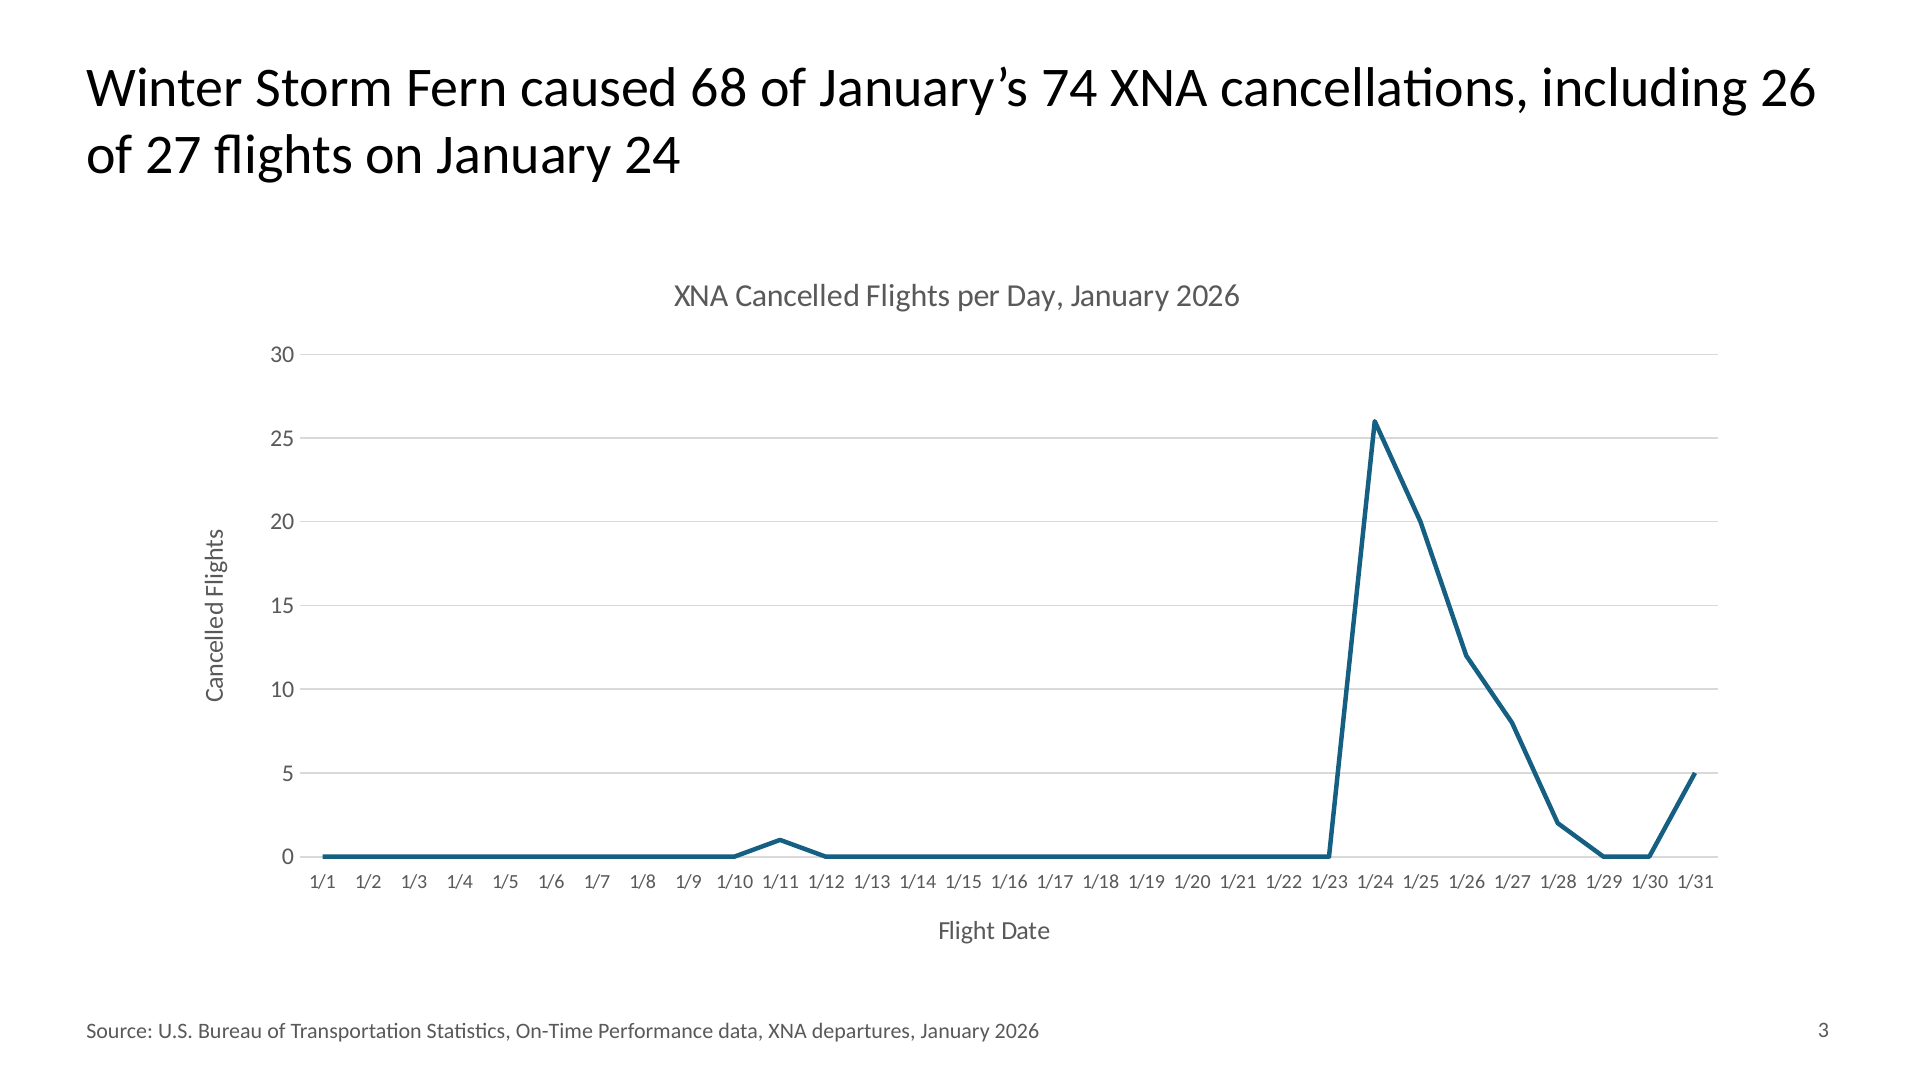 Winter Storm Fern caused 68 of January’s 74 XNA cancellations, including 26
of 27 flights on January 24
XNA Cancelled Flights per Day, January 2026
30
25
20
15
10
5
0
Cancelled Flights
1/1 1/2 1/3 1/4 1/5 1/6 1/7 1/8 1/9 1/10 1/11 1/12 1/13 1/14 1/15 1/16 1/17 1/18 1/19 1/20 1/21 1/22 1/23 1/24 1/25 1/26 1/27 1/28 1/29 1/30 1/31
Flight Date
Source: U.S. Bureau of Transportation Statistics, On-Time Performance data, XNA departures, January 2026
3